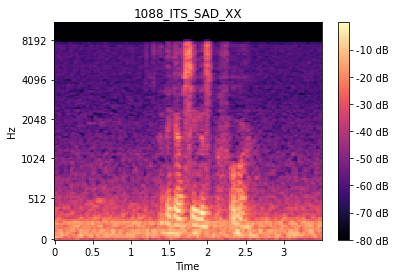 1088_ITS_SAD_XX
8192
4096
2048
1024
512
0
Hz
0 0.5 1 1.5 2 2.5 3
Time
-10 dB
-20 dB
-30 dB
-40 dB
-50 dB
-60 dB
-70 dB
-80 dB